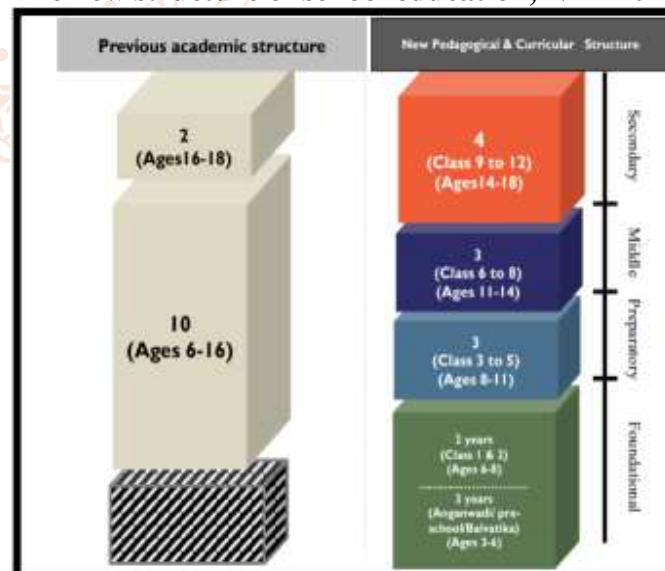 Previous academic structure
New Pedagogical & Curricular Structure
2
(Ages16-18)
10
(Ages 6-16)
4
(Class 9 to 12)
(Ages14-18)
3
(Class 6 to 8)
(Ages 11-14)
3
(Class 3 to 5)
(Ages 8-11)
2 years
(Class 1 & 2)
(Ages 6-8)
3 years
(Anganwadi/ pre-
school/Balvatika)
(Ages 3-6)
Secondary
Middle
Preparatory
Foundational